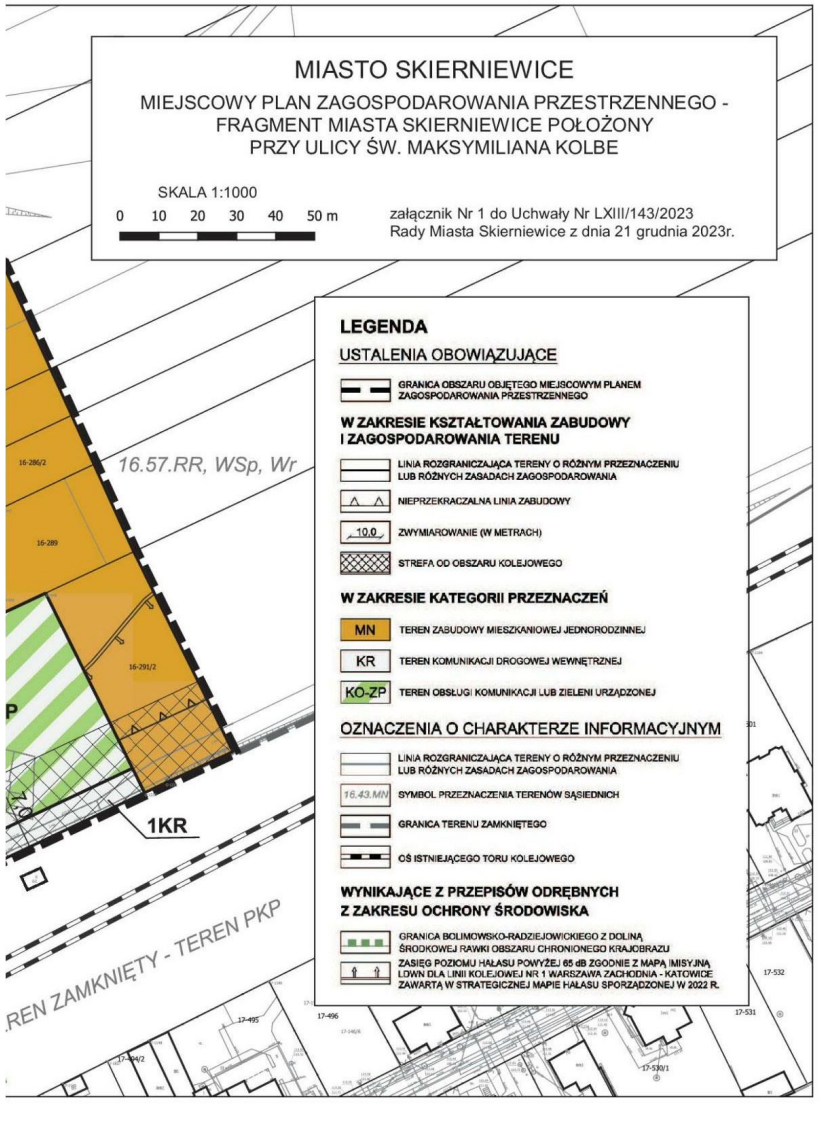 MIASTO SKIERNIEWICE
MIEJSCOWY PLAN ZAGOSPODAROWANIA PRZESTRZENNEGO -
FRAGMENT MIASTA SKIERNIEWICE POŁOŻONY
PRZY ULICY ŚW. MAKSYMILIANA KOLBE
SKALA 1:1000
0 10 20 30 40 50 m
załącznik Nr 1 do Uchwały Nr LXIII/143/2023
Rady Miasta Skierniewice z dnia 21 grudnia 2023r.
LEGENDA
USTALENIA OBOWIĄZUJĄCE
GRANICA OBSZARU OBJĘTEGO MIEJSCOWYM PLANEM
ZAGOSPODAROWANIA PRZESTRZENNEGO
W ZAKRESIE KSZTAŁTOWANIA ZABUDOWY
I ZAGOSPODAROWANIA TERENU
LINIA ROZGRANICZAJĄCA TERENY O RÓŻNYM PRZEZNACZENIU
LUB RÓŻNYCH ZASADACH ZAGOSPODAROWANIA
NIEPRZEKRACZALNA LINIA ZABUDOWY
10,0 ZWYMIAROWANIE (W METRACH)
STREFA OD OBSZARU KOLEJOWEGO
W ZAKRESIE KATEGORII PRZEZNACZEŃ
MN TEREN ZABUDOWY MIESZKANIOWEJ JEDNORODZINNEJ
KR TEREN KOMUNIKACJI DROGOWEJ WEWNĘTRZNEJ
KO-ZP TEREN OBSŁUGI KOMUNIKACJI LUB ZIELENI URZĄDZONEJ
OZNACZENIA O CHARAKTERZE INFORMACYJNYM
LINIA ROZGRANICZAJĄCA TERENY O RÓŻNYM PRZEZNACZENIU
LUB RÓŻNYCH ZASADACH ZAGOSPODAROWANIA
16.43.MN SYMBOL PRZEZNACZENIA TERENÓW SĄSIEDNICH
GRANICA TERENU ZAMKNIĘTEGO
OŚ ISTNIEJĄCEGO TORU KOLEJOWEGO
WYNIKAJĄCE Z PRZEPISÓW ODRĘBNYCH
Z ZAKRESU OCHRONY ŚRODOWISKA
GRANICA BOLIMOWSKO-RADZIEJOWICKIEGO Z DOLINĄ
ŚRODKOWEJ RAWKI OBSZARU CHRONIONEGO KRAJOBRAZU
ZASIĘG POZIOMU HAŁASU POWYŻEJ 65 dB ZGODNIE Z MAPĄ IMISYJNĄ
LDWN DLA LINII KOLEJOWEJ NR 1 WARSZAWA ZACHODNIA - KATOWICE
ZAWARTĄ W STRATEGICZNEJ MAPIE HAŁASU SPORZĄDZONEJ W 2022 R.
16-286/2
16.57.RR, WSp, Wr
16-289
16-291/2
P
7,0
1KR
REN ZAMKNIĘTY - TEREN PKP
17-495
17-496
17-494/2
17-532
17-531
17-530/1